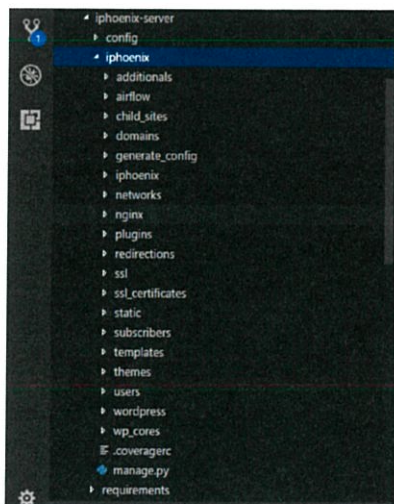 iphoenix-server
config
iphoenix
additionals
airflow
child_sites
domains
generate_config
iphoenix
networks
nginx
plugins
redirections
ssl
ssl_certificates
static
subscribers
templates
themes
users
wordpress
wp_cores
.coveragerc
manage.py
requirements
1